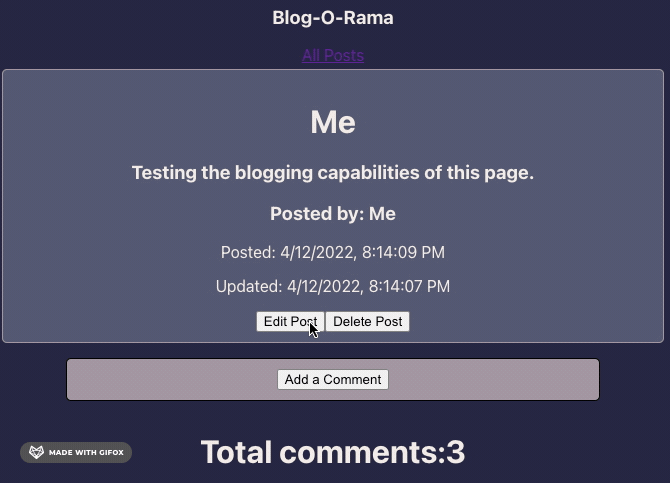 Blog-O-Rama
All Posts
Me
Testing the blogging capabilities of this page.
Posted by: Me
Posted: 4/12/2022, 8:14:09 PM
Updated: 4/12/2022, 8:14:07 PM
Edit Post Delete Post
Add a Comment
MADE WITH GIFOX
Total comments:3